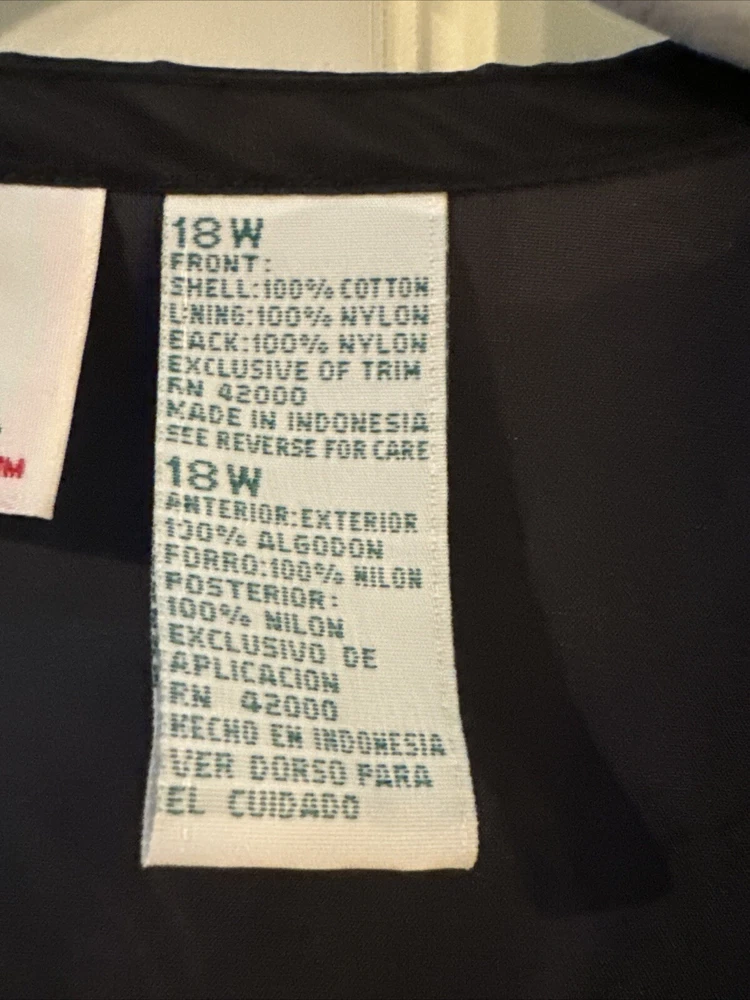 18W
FRONT:
SHELL:100% COTTON
LINING:100% NYLON
BACK:100% NYLON
EXCLUSIVE OF TRIM
RN 42000
MADE IN INDONESIA
SEE REVERSE FOR CARE
18W
ANTERIOR:EXTERIOR
100% ALGODON
FORRO:100% NILON
POSTERIOR:
100% NILON
EXCLUSIVO DE
APLICACION
RN 42000
HECHO EN INDONESIA
VER DORSO PARA
EL CUIDADO